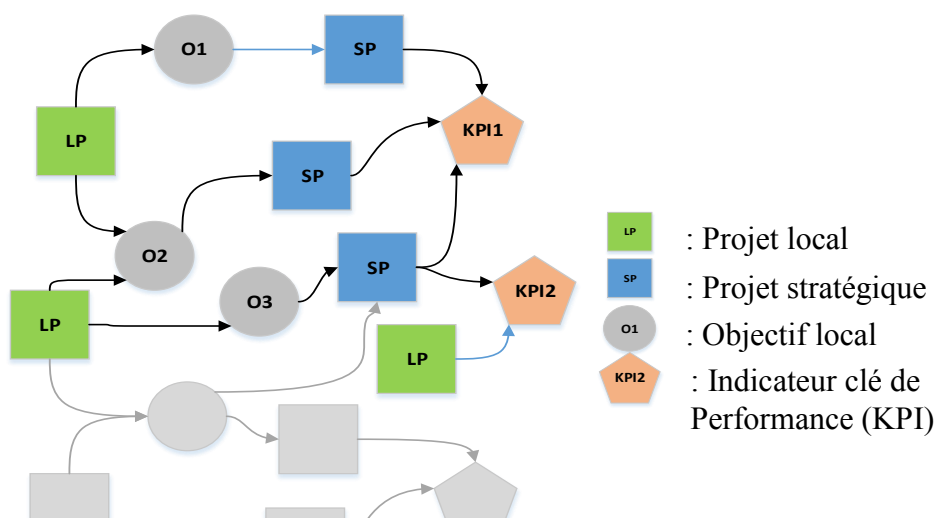 O1
SP
KPI1
LP
SP
O2
SP
KPI2
O3
LP
LP
LP : Projet local
SP : Projet stratégique
O1 : Objectif local
KPI2 : Indicateur clé de
Performance (KPI)